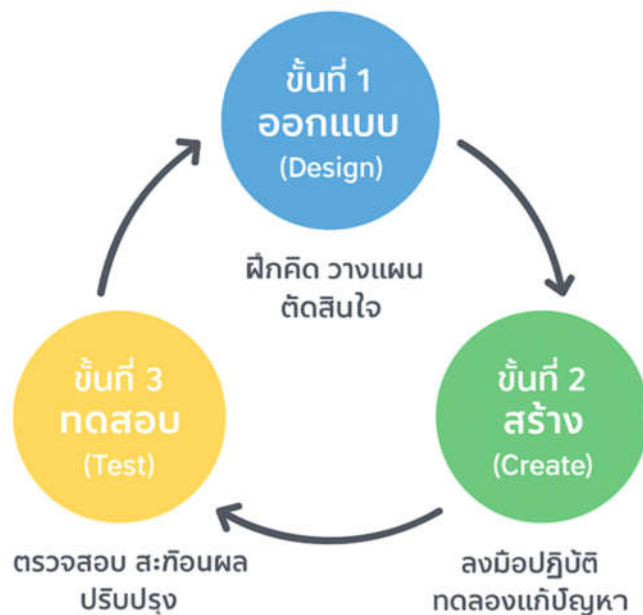 ขั้นที่ 1
ออกแบบ
(Design)
ฝึกคิด วางแผน
ตัดสินใจ
ขั้นที่ 2
สร้าง
(Create)
ลงมือปฏิบัติ
ทดลองแก้ปัญหา
ขั้นที่ 3
ทดสอบ
(Test)
ตรวจสอบ สะท้อนผล
ปรับปรุง